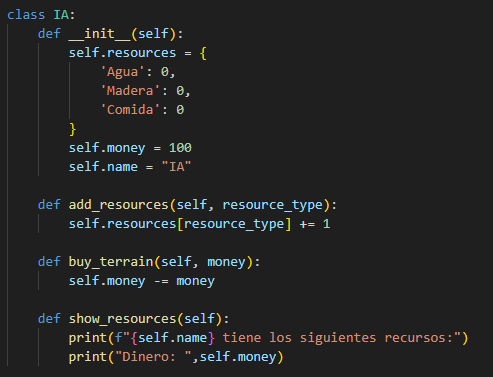 class IA:
    def __init__(self):
        self.resources = {
            'Agua': 0,
            'Madera': 0,
            'Comida': 0
        }
        self.money = 100
        self.name = "IA"

    def add_resources(self, resource_type):
        self.resources[resource_type] += 1

    def buy_terrain(self, money):
        self.money -= money

    def show_resources(self):
        print(f"{self.name} tiene los siguientes recursos:")
        print("Dinero: ",self.money)